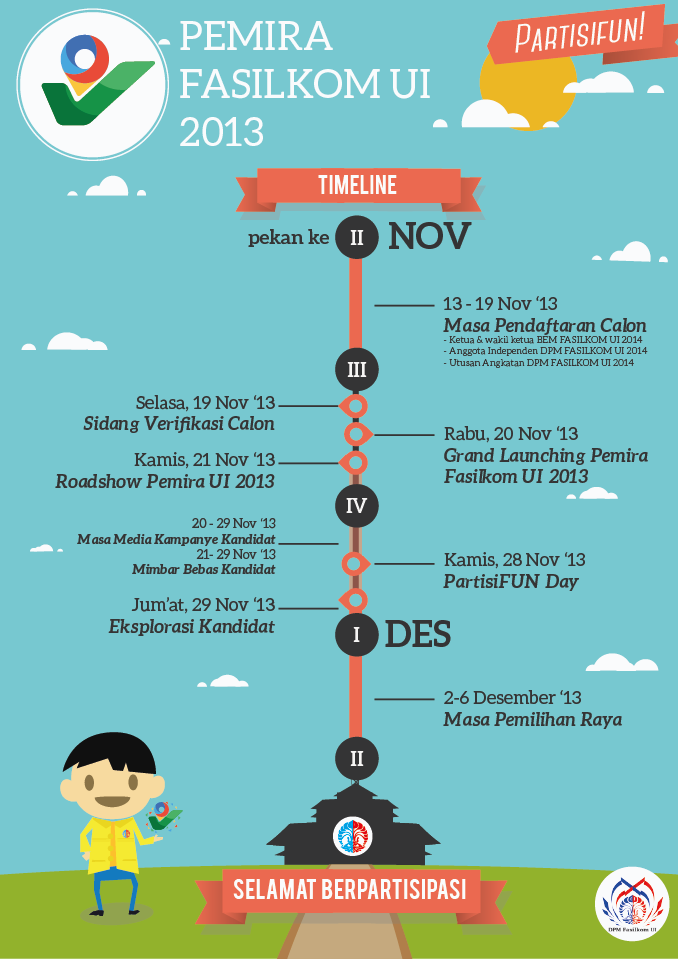 PEMIRA
FASILKOM UI
2013
PARTISIFUN!
TIMELINE
pekan ke II NOV
13 - 19 Nov ‘13
Masa Pendaftaran Calon
- Ketua & wakil ketua BEM FASILKOM UI 2014
- Anggota Independen DPM FASILKOM UI 2014
- Utusan Angkatan DPM FASILKOM UI 2014
III
Selasa, 19 Nov ‘13
Sidang Verifikasi Calon
Rabu, 20 Nov ‘13
Grand Launching Pemira
Fasilkom UI 2013
Kamis, 21 Nov ‘13
Roadshow Pemira UI 2013
IV
20 - 29 Nov ‘13
Masa Media Kampanye Kandidat
21- 29 Nov ‘13
Mimbar Bebas Kandidat
Kamis, 28 Nov ‘13
PartisiFUN Day
Jum’at, 29 Nov ‘13
Eksplorasi Kandidat
I DES
2-6 Desember ‘13
Masa Pemilihan Raya
II
SELAMAT BERPARTISIPASI
DPM Fasilkom UI